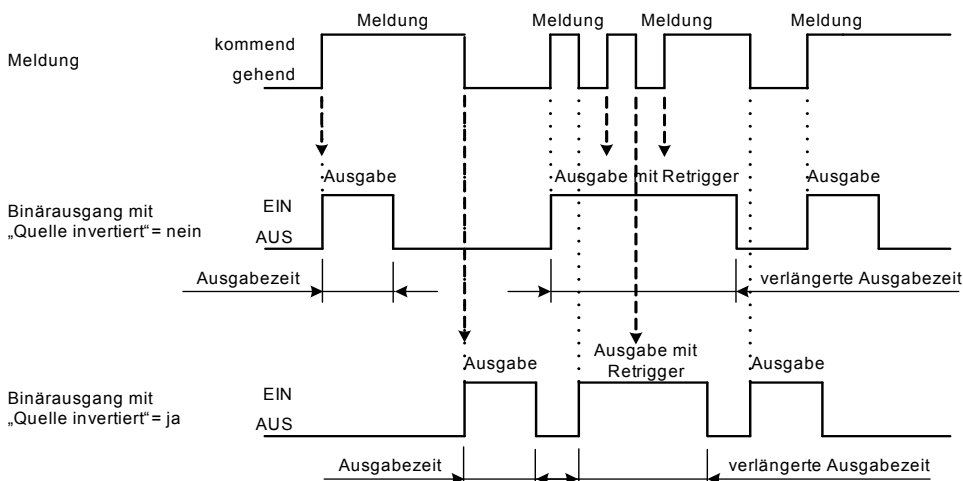 Meldung Meldung Meldung Meldung
kommend
Meldung
gehend
Ausgabe Ausgabe mit Retrigger Ausgabe
Binärausgang mit
„Quelle invertiert“= nein
EIN
AUS
Ausgabezeit verlängerte Ausgabezeit
Ausgabe Ausgabe mit
Retrigger Ausgabe
Binärausgang mit
„Quelle invertiert“= ja
EIN
AUS
Ausgabezeit verlängerte Ausgabezeit